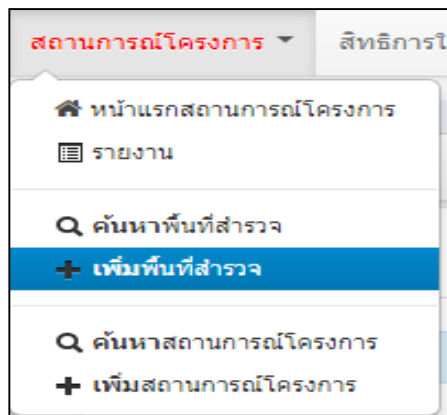 สถานการณ์โครงการ สิทธิการใ
หน้าแรกสถานการณ์โครงการ
รายงาน
ค้นหาพื้นที่สำรวจ
เพิ่มพื้นที่สำรวจ
ค้นหาสถานการณ์โครงการ
เพิ่มสถานการณ์โครงการ